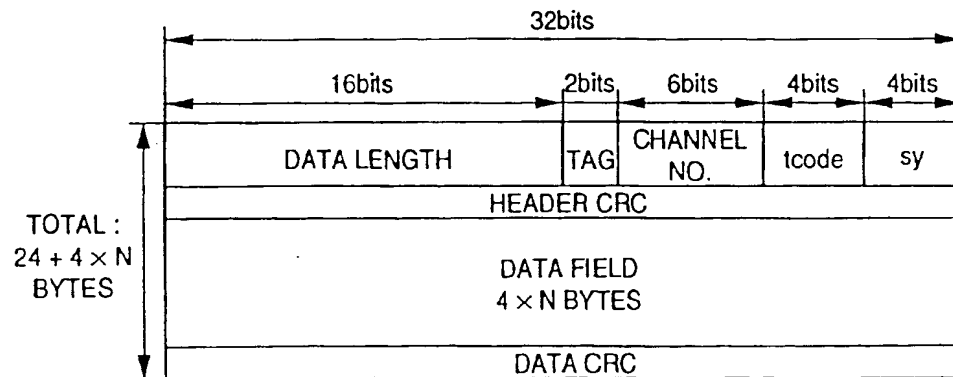 32bits
16bits
2bits
6bits
4bits
4bits
DATA LENGTH
TAG
CHANNEL
NO.
tcode
sy
HEADER CRC
TOTAL :
24 + 4 × N
BYTES
DATA FIELD
4 × N BYTES
DATA CRC